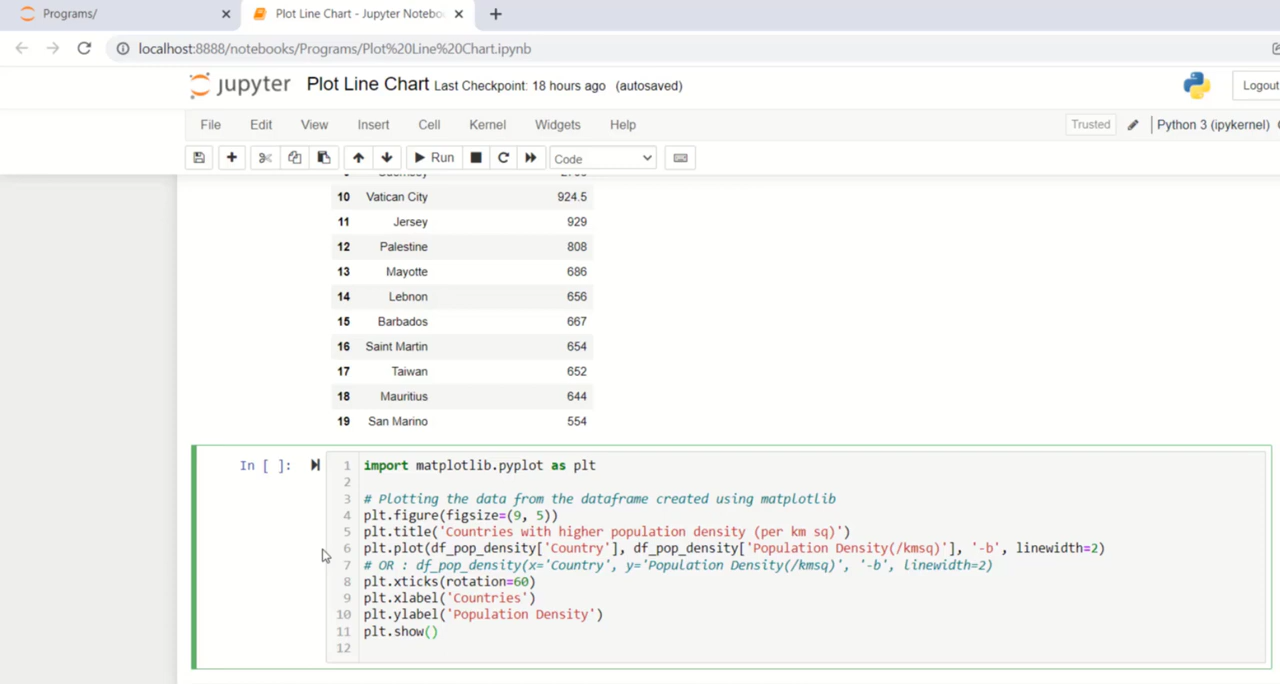 Programs/
Plot Line Chart - Jupyter Notebo
localhost:8888/notebooks/Programs/Plot%20Line%20Chart.ipynb
jupyter Plot Line Chart Last Checkpoint: 18 hours ago (autosaved)
Logout
File Edit View Insert Cell Kernel Widgets Help
Trusted
Python 3 (ipykernel)
Run
Code
10 Vatican City 924.5
11 Jersey 929
12 Palestine 808
13 Mayotte 686
14 Lebnon 656
15 Barbados 667
16 Saint Martin 654
17 Taiwan 652
18 Mauritius 644
19 San Marino 554
In [ ]:
1 import matplotlib.pyplot as plt
2
3 # Plotting the data from the dataframe created using matplotlib
4 plt.figure(figsize=(9, 5))
5 plt.title('Countries with higher population density (per km sq)')
6 plt.plot(df_pop_density['Country'], df_pop_density['Population Density(/kmsq)'], '-b', linewidth=2)
7 # OR : df_pop_density(x='Country', y='Population Density(/kmsq)', '-b', linewidth=2)
8 plt.xticks(rotation=60)
9 plt.xlabel('Countries')
10 plt.ylabel('Population Density')
11 plt.show()
12